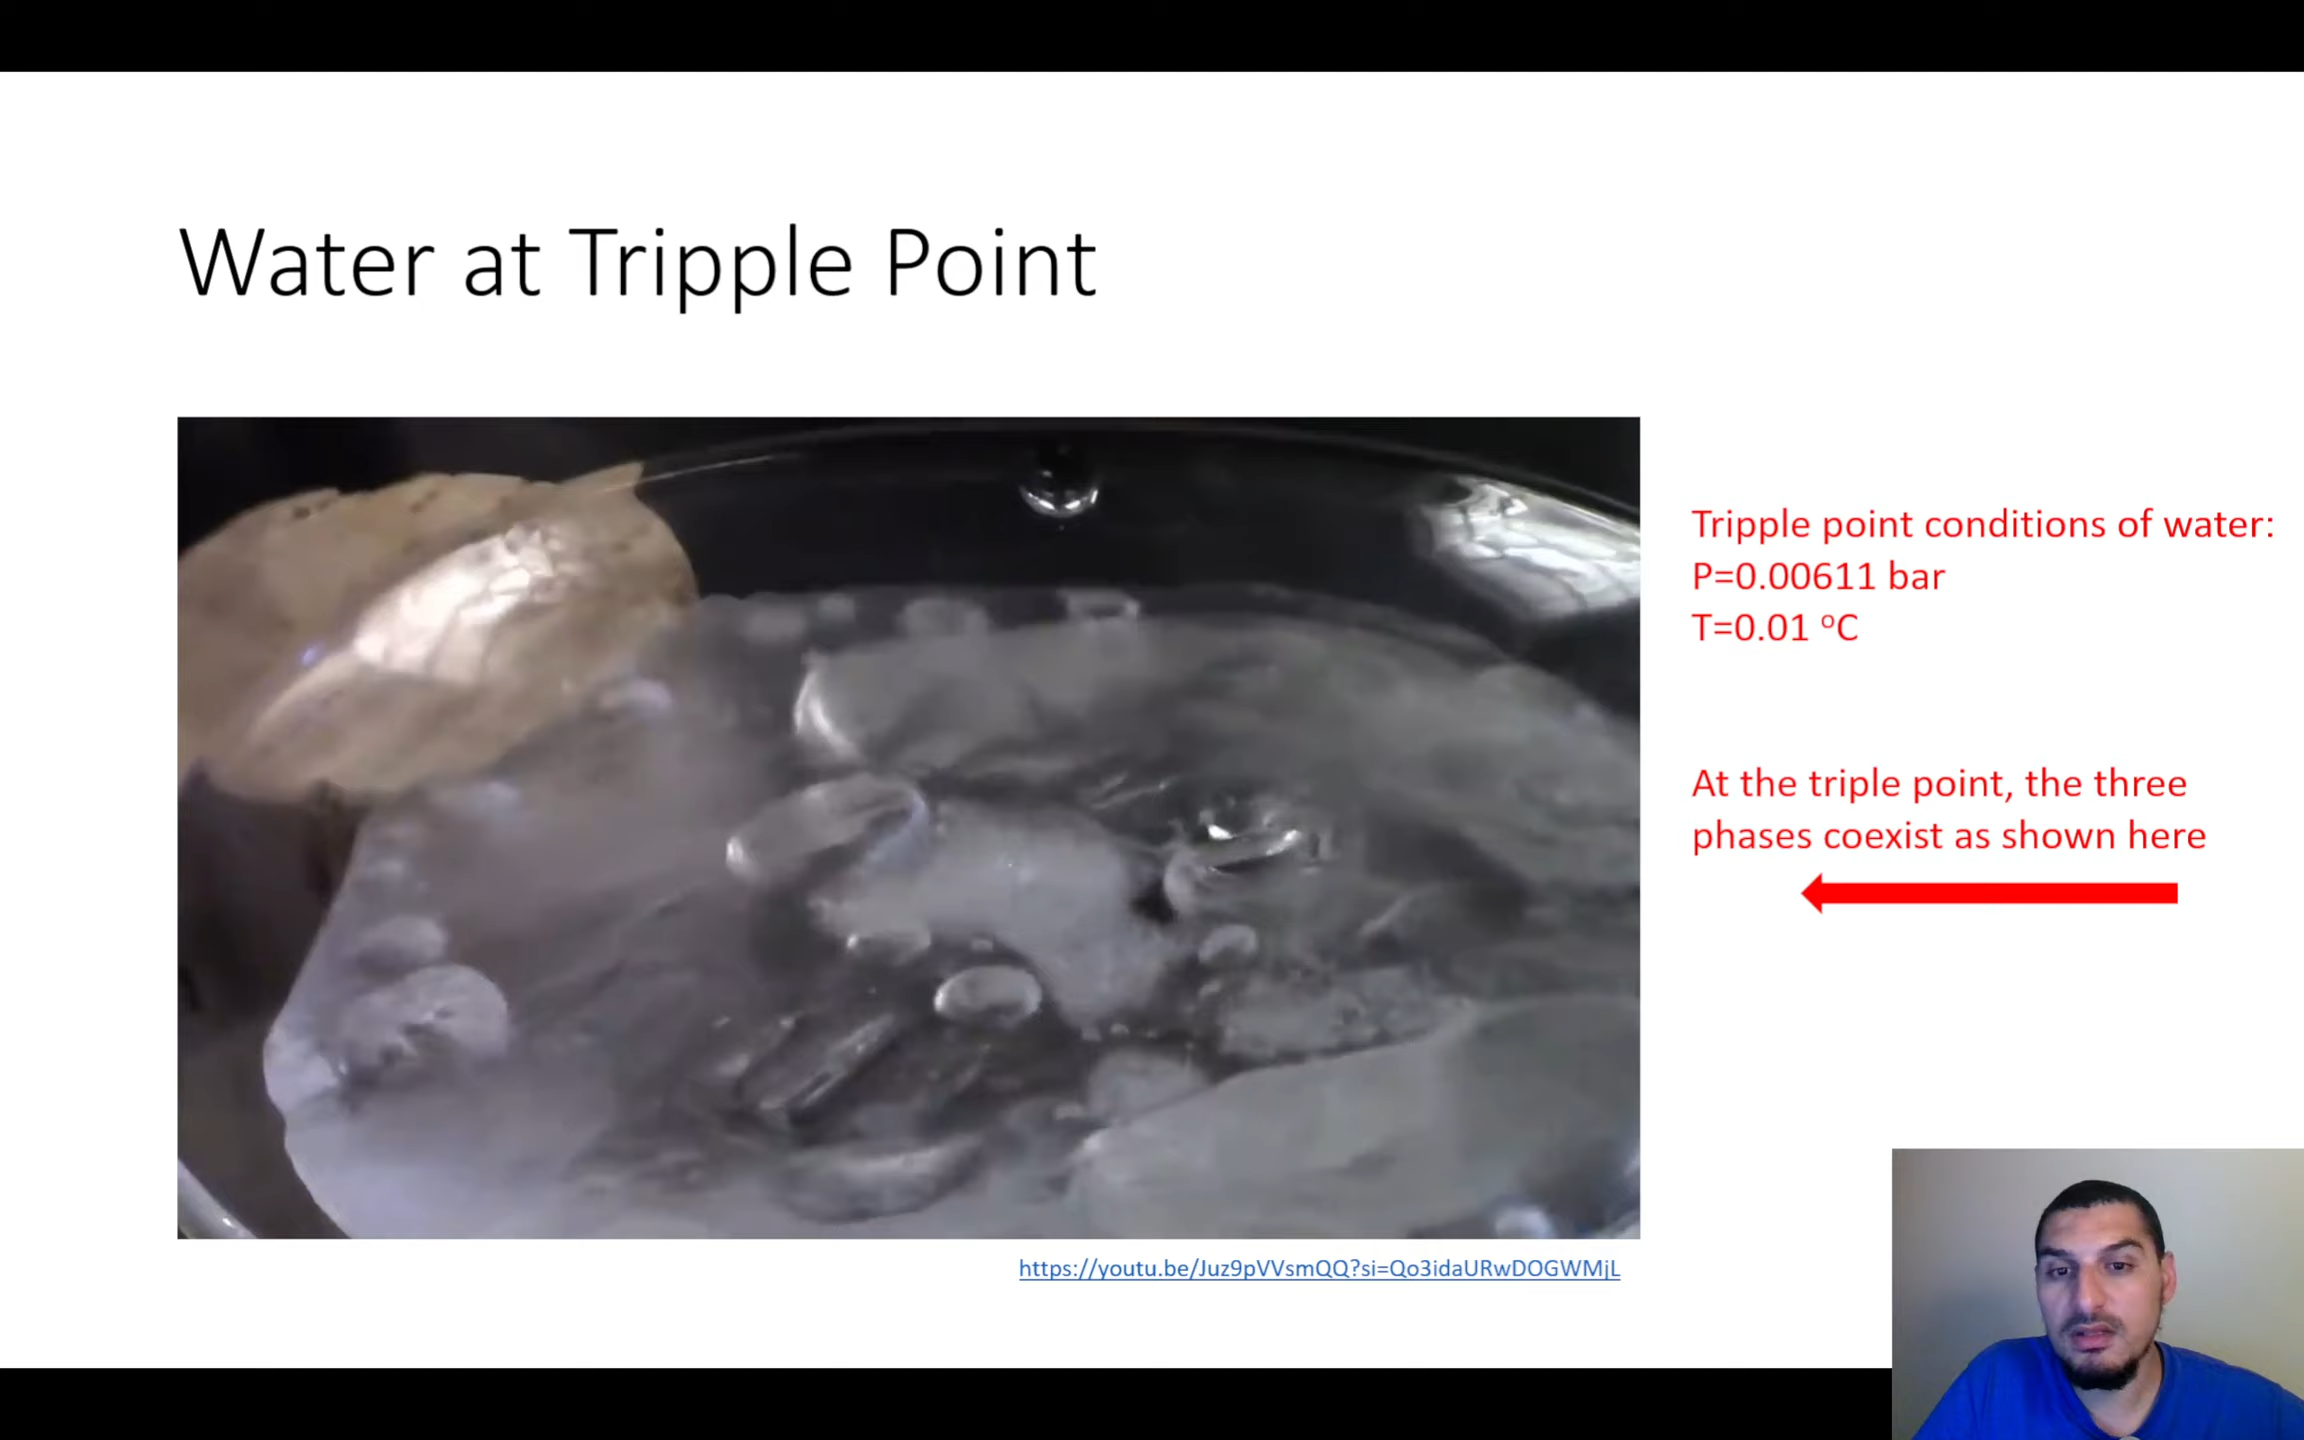 Water at Tripple Point
Tripple point conditions of water:
P=0.00611 bar
T=0.01 °C
At the triple point, the three
phases coexist as shown here
https://youtu.be/Juz9pVVsmQQ?si=Qo3idaURwDOGWMjL